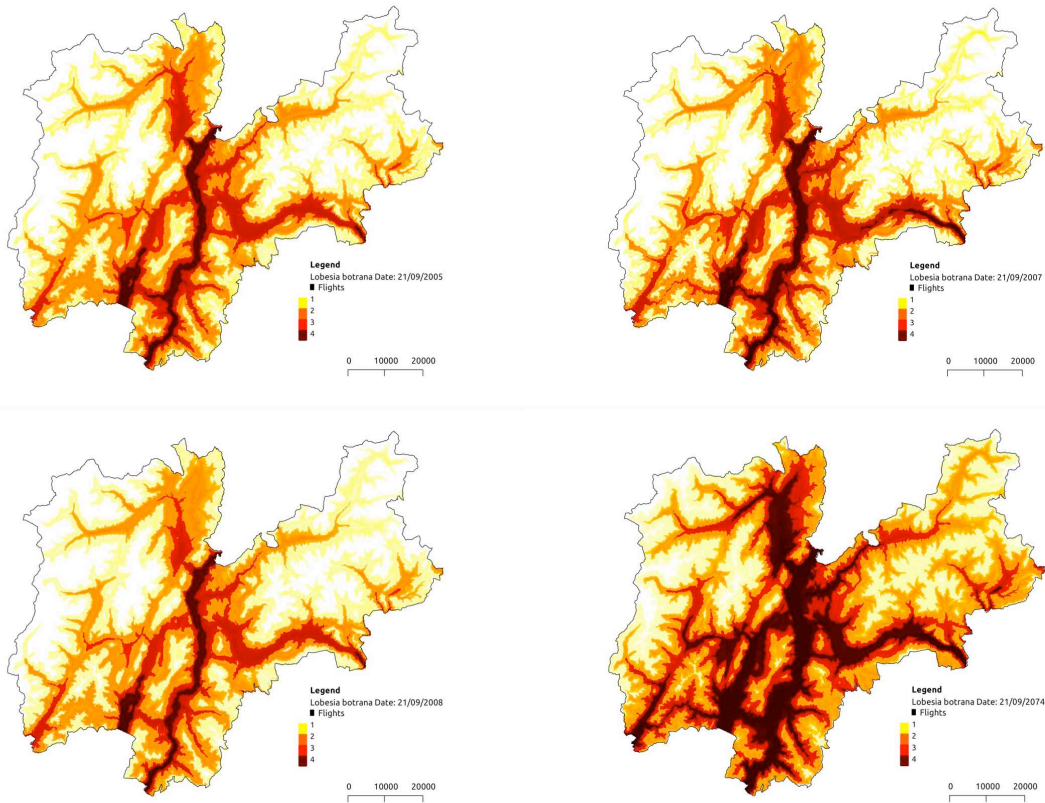 Legend
Lobesia botrana Date: 21/09/2005
Flights
1
2
3
4
0 10000 20000
Legend
Lobesia botrana Date: 21/09/2007
Flights
1
2
3
4
0 10000 20000
Legend
Lobesia botrana Date: 21/09/2008
Flights
1
2
3
4
0 10000 20000
Legend
Lobesia botrana Date: 21/09/2074
Flights
1
2
3
4
0 10000 20000